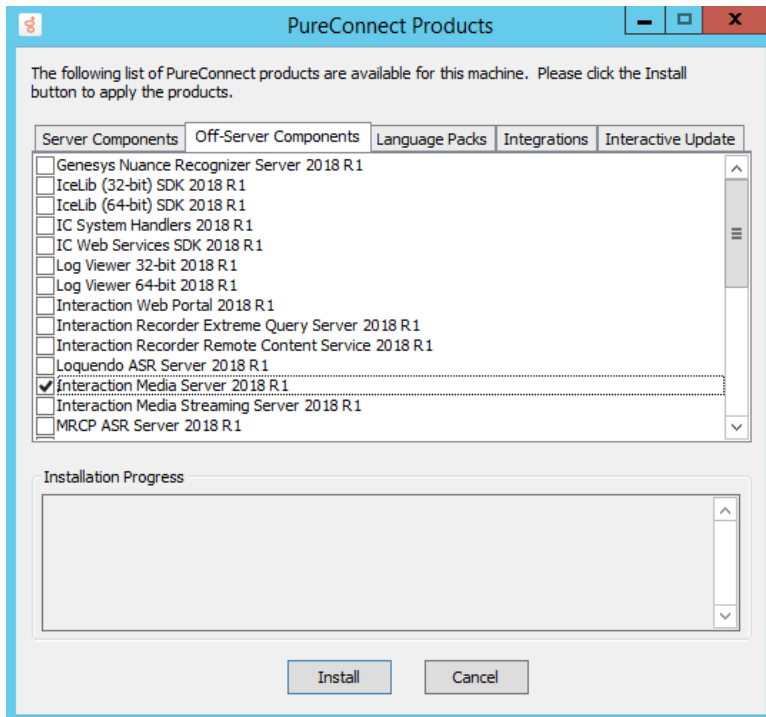 PureConnect Products
The following list of PureConnect products are available for this machine. Please click the Install
button to apply the products.
Server Components Off-Server Components Language Packs Integrations Interactive Update
Genesys Nuance Recognizer Server 2018 R1
IceLib (32-bit) SDK 2018 R1
IceLib (64-bit) SDK 2018 R1
IC System Handlers 2018 R1
IC Web Services SDK 2018 R1
Log Viewer 32-bit 2018 R1
Log Viewer 64-bit 2018 R1
Interaction Web Portal 2018 R1
Interaction Recorder Extreme Query Server 2018 R1
Interaction Recorder Remote Content Service 2018 R1
Loquendo ASR Server 2018 R1
Interaction Media Server 2018 R1
Interaction Media Streaming Server 2018 R1
MRCP ASR Server 2018 R1
Installation Progress
Install Cancel